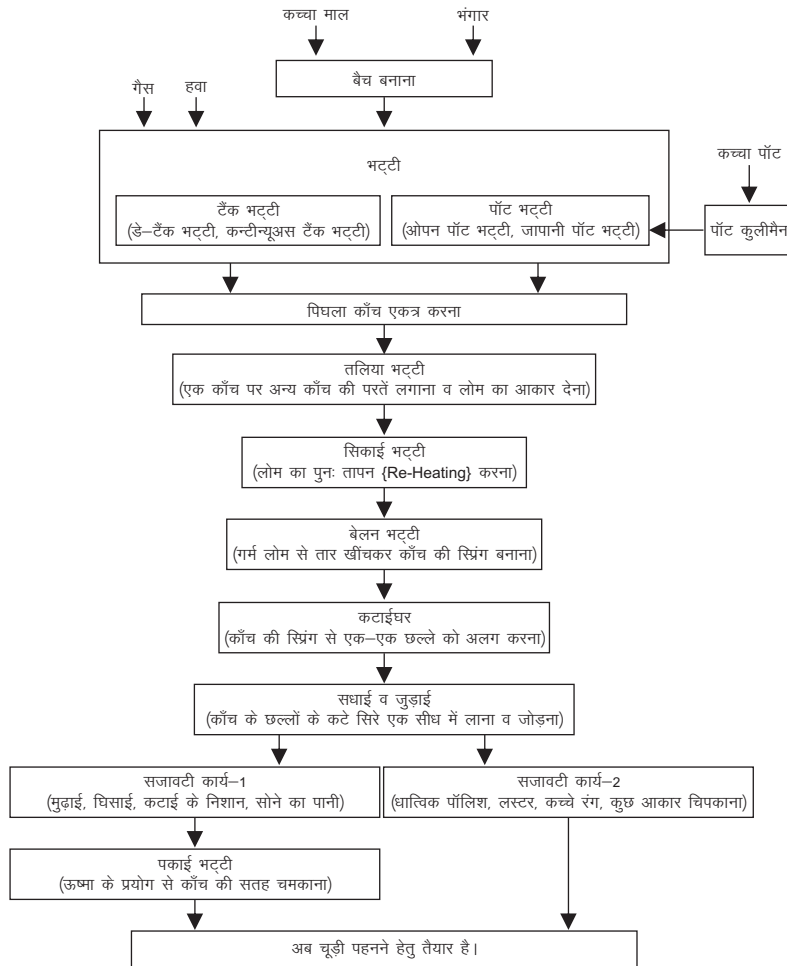 कच्चा माल
भंगार
बैच बनाना
गैस
हवा
भट्टी
कच्चा पॉट
टैंक भट्टी
(डे–टैंक भट्टी, कन्टीन्यूअस टैंक भट्टी)
पॉट भट्टी
(ओपन पॉट भट्टी, जापानी पॉट भट्टी)
पॉट कुलीमैन
पिघला काँच एकत्र करना
तलिया भट्टी
(एक काँच पर अन्य काँच की परतें लगाना व लोम का आकार देना)
सिकाई भट्टी
(लोम का पुनः तापन {Re-Heating} करना)
बेलन भट्टी
(गर्म लोम से तार खींचकर काँच की स्प्रिंग बनाना)
कटाईघर
(काँच की स्प्रिंग से एक–एक छल्ले को अलग करना)
सधाई व जुड़ाई
(काँच के छल्लों के कटे सिरे एक सीध में लाना व जोड़ना)
सजावटी कार्य–1
(मुढ़ाई, घिसाई, कटाई के निशान, सोने का पानी)
सजावटी कार्य–2
(धात्विक पॉलिश, लस्टर, कच्चे रंग, कुछ आकार चिपकाना)
पकाई भट्टी
(ऊष्मा के प्रयोग से काँच की सतह चमकाना)
अब चूड़ी पहनने हेतु तैयार है।